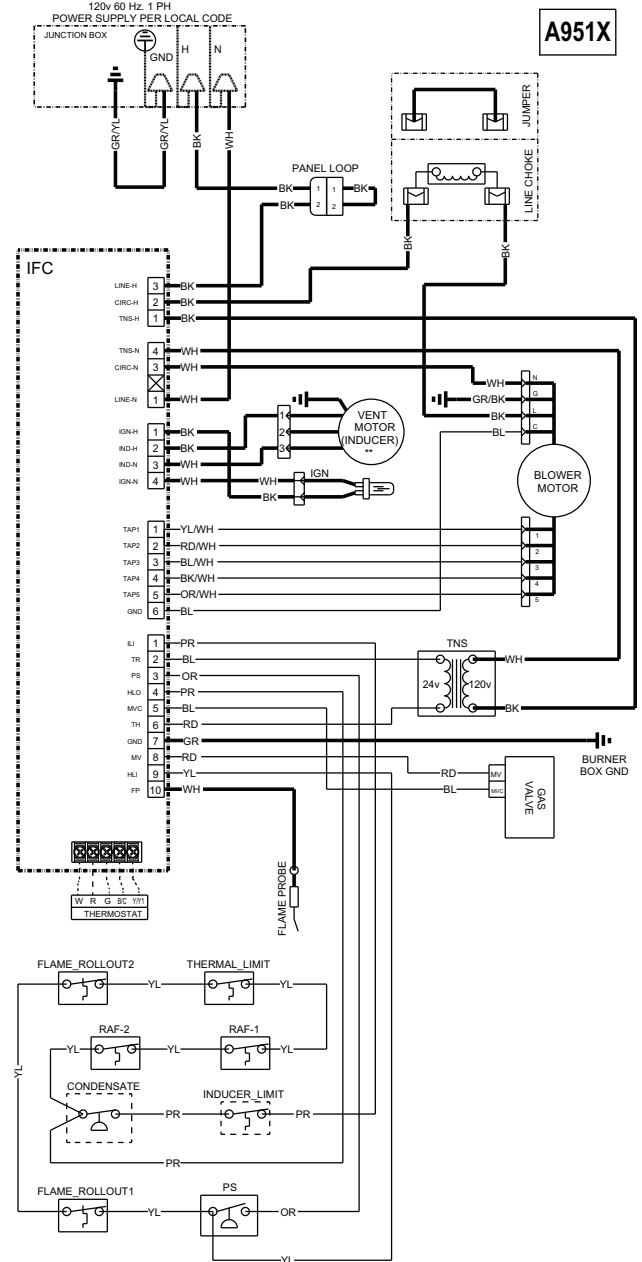 120v 60 Hz. 1 PH
POWER SUPPLY PER LOCAL CODE
JUNCTION BOX
GND
H
N
A951X
GR/YL
GR/YL
BK
WH
JUMPER
LINE CHOKE
PANEL LOOP
BK 1 1 BK
BK 2 2
BK
BK
IFC
LINE-H 3 BK
CIRC-H 2 BK
TNS-H 1 BK
TNS-N 4 WH
CIRC-N 3 WH
LINE-N 1 WH
WH N
GR/BK G
BK L
BL C
IGN-H 1 BK
IND-H 2 BK
IND-N 3 WH
IGN-N 4 WH
1
2
3
VENT
MOTOR
(INDUCER)
**
WH IGN
BK
BLOWER
MOTOR
TAP1 1 YL/WH 1
TAP2 2 RD/WH 2
TAP3 3 BL/WH 3
TAP4 4 BK/WH 4
TAP5 5 OR/WH 5
GND 6 BL
ILI 1 PR
TR 2 BL
PS 3 OR
HLO 4 PR
MVC 5 BL
TH 6 RD
GND 7 GR
MV 8 RD
HLI 9 YL
FP 10 WH
TNS
24v 120v
WH
BK
BURNER
BOX GND
RD MV
BL MVC
GAS
VALVE
FLAME PROBE
W R G B/C Y/Y1
THERMOSTAT
FLAME_ROLLOUT2 THERMAL_LIMIT
YL YL
RAF-2 RAF-1
YL YL YL
YL
CONDENSATE INDUCER_LIMIT
PR PR
PR
FLAME_ROLLOUT1 PS
YL OR
YL